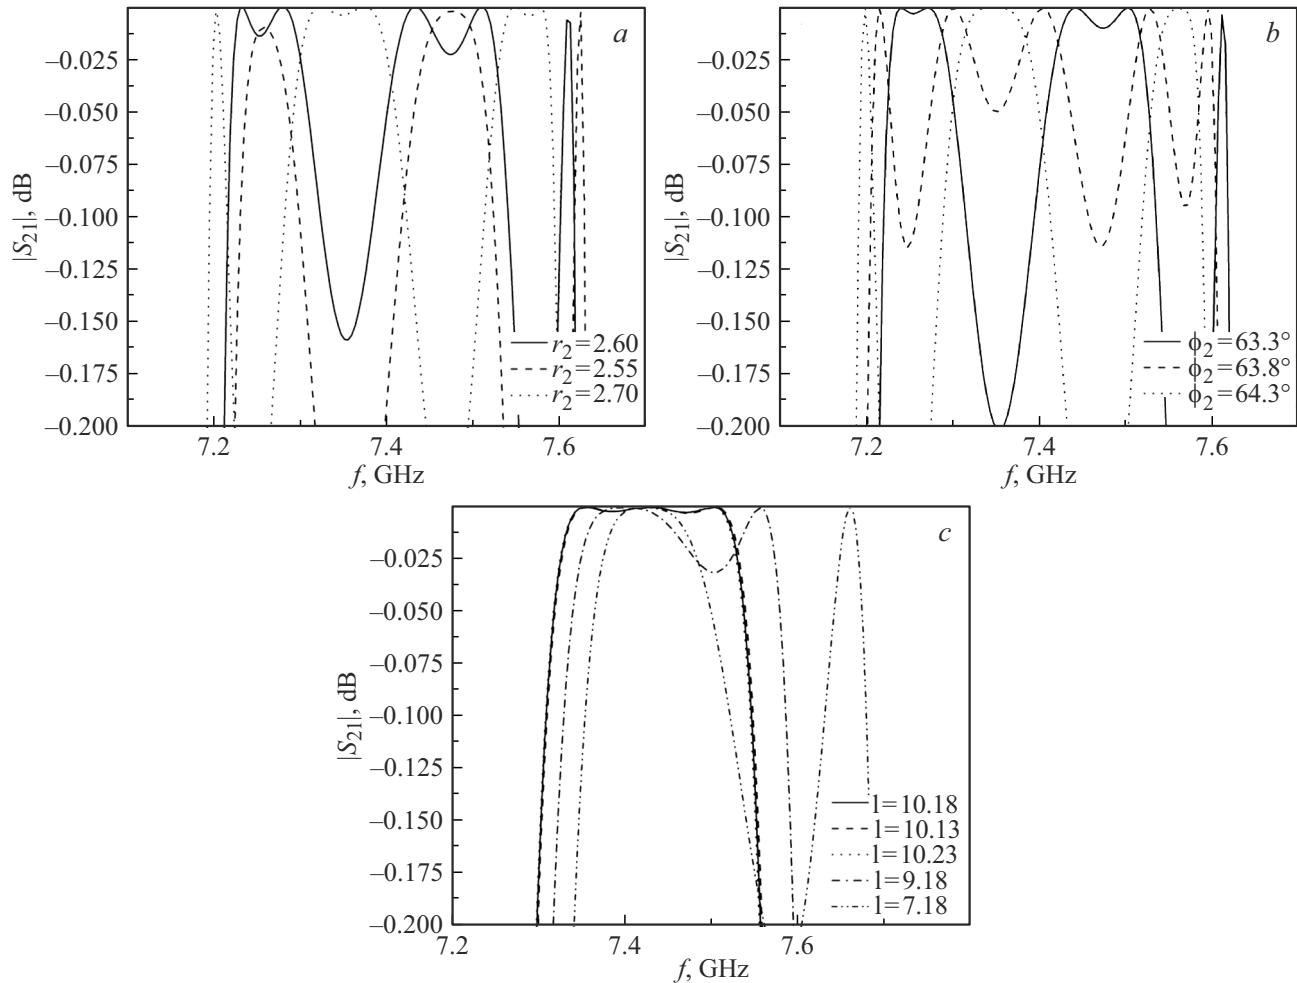 a
−0.025
−0.050
−0.075
−0.100
−0.125
−0.150
−0.175
−0.200
|S21|, dB
7.2
7.4
7.6
f, GHz
r2=2.60
r2=2.55
r2=2.70
b
−0.025
−0.050
−0.075
−0.100
−0.125
−0.150
−0.175
−0.200
|S21|, dB
7.2
7.4
7.6
f, GHz
ϕ2=63.3°
ϕ2=63.8°
ϕ2=64.3°
c
−0.025
−0.050
−0.075
−0.100
−0.125
−0.150
−0.175
−0.200
|S21|, dB
7.2
7.4
7.6
f, GHz
l=10.18
l=10.13
l=10.23
l=9.18
l=7.18